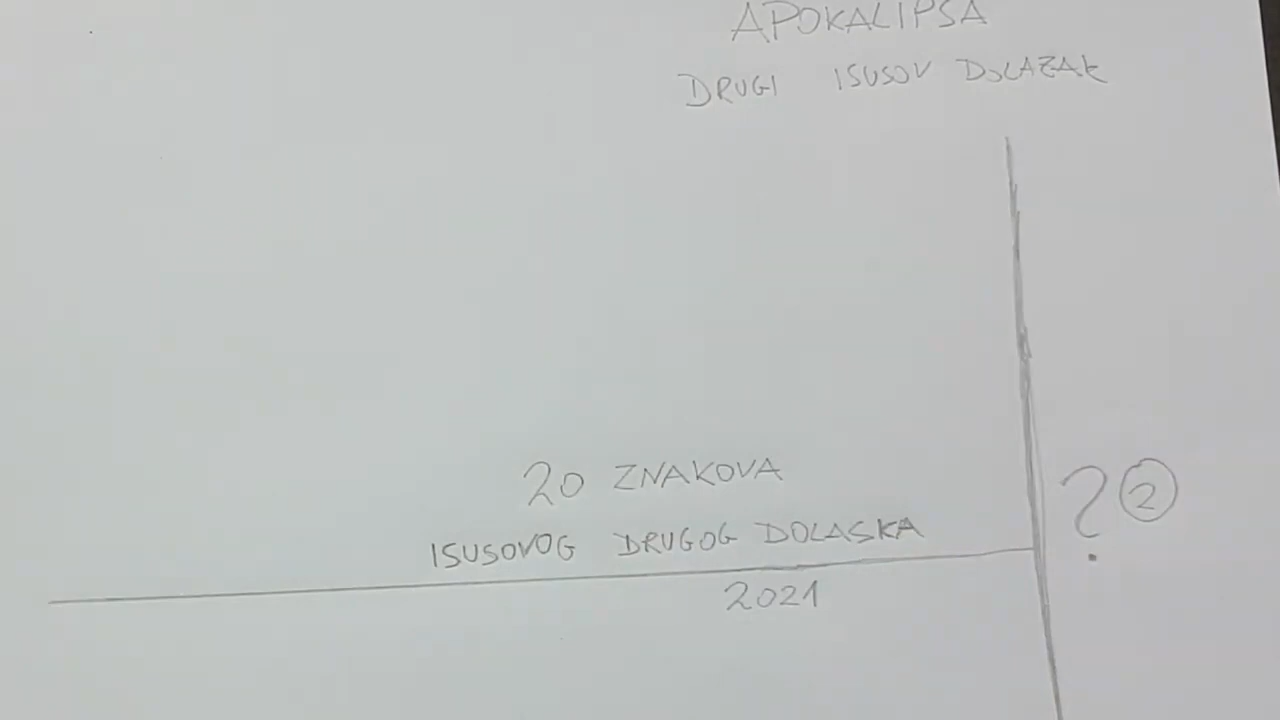 APOKALIPSA
DRUGI ISUSOV DOLAZAK
20 ZNAKOVA
ISUSOVOG DRUGOG DOLASKA
2021
? 2